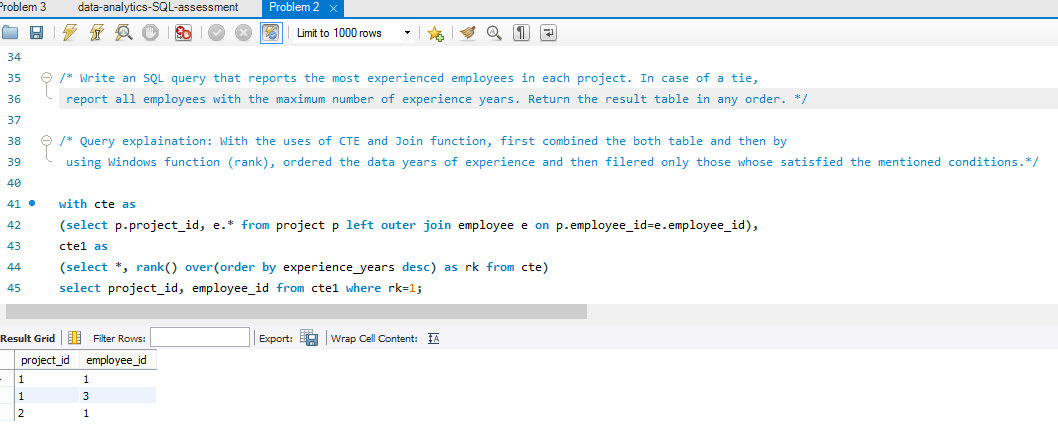 Problem 3 data-analytics-SQL-assessment Problem 2
Limit to 1000 rows
34
35 /* Write an SQL query that reports the most experienced employees in each project. In case of a tie,
36 report all employees with the maximum number of experience years. Return the result table in any order. */
37
38 /* Query explaination: With the uses of CTE and Join function, first combined the both table and then by
39 using Windows function (rank), ordered the data years of experience and then filered only those whose satisfied the mentioned conditions.*/
40
41 with cte as
42 (select p.project_id, e.* from project p left outer join employee e on p.employee_id=e.employee_id),
43 cte1 as
44 (select *, rank() over(order by experience_years desc) as rk from cte)
45 select project_id, employee_id from cte1 where rk=1;
Result Grid Filter Rows: Export: Wrap Cell Content:
project_id employee_id
1 1
1 3
2 1